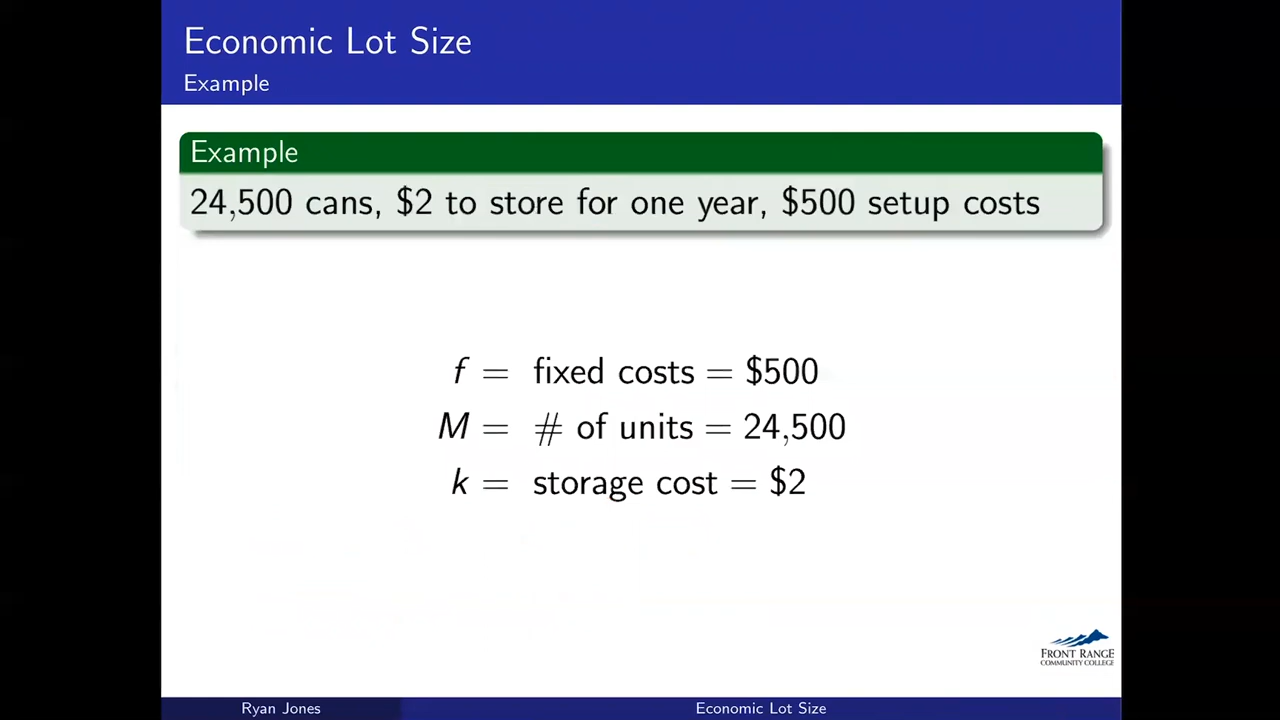 Economic Lot Size
Example
Example
24,500 cans, $2 to store for one year, $500 setup costs
f = fixed costs = $500
M = # of units = 24,500
k = storage cost = $2
FRONT RANGE
COMMUNITY COLLEGE
Ryan Jones
Economic Lot Size